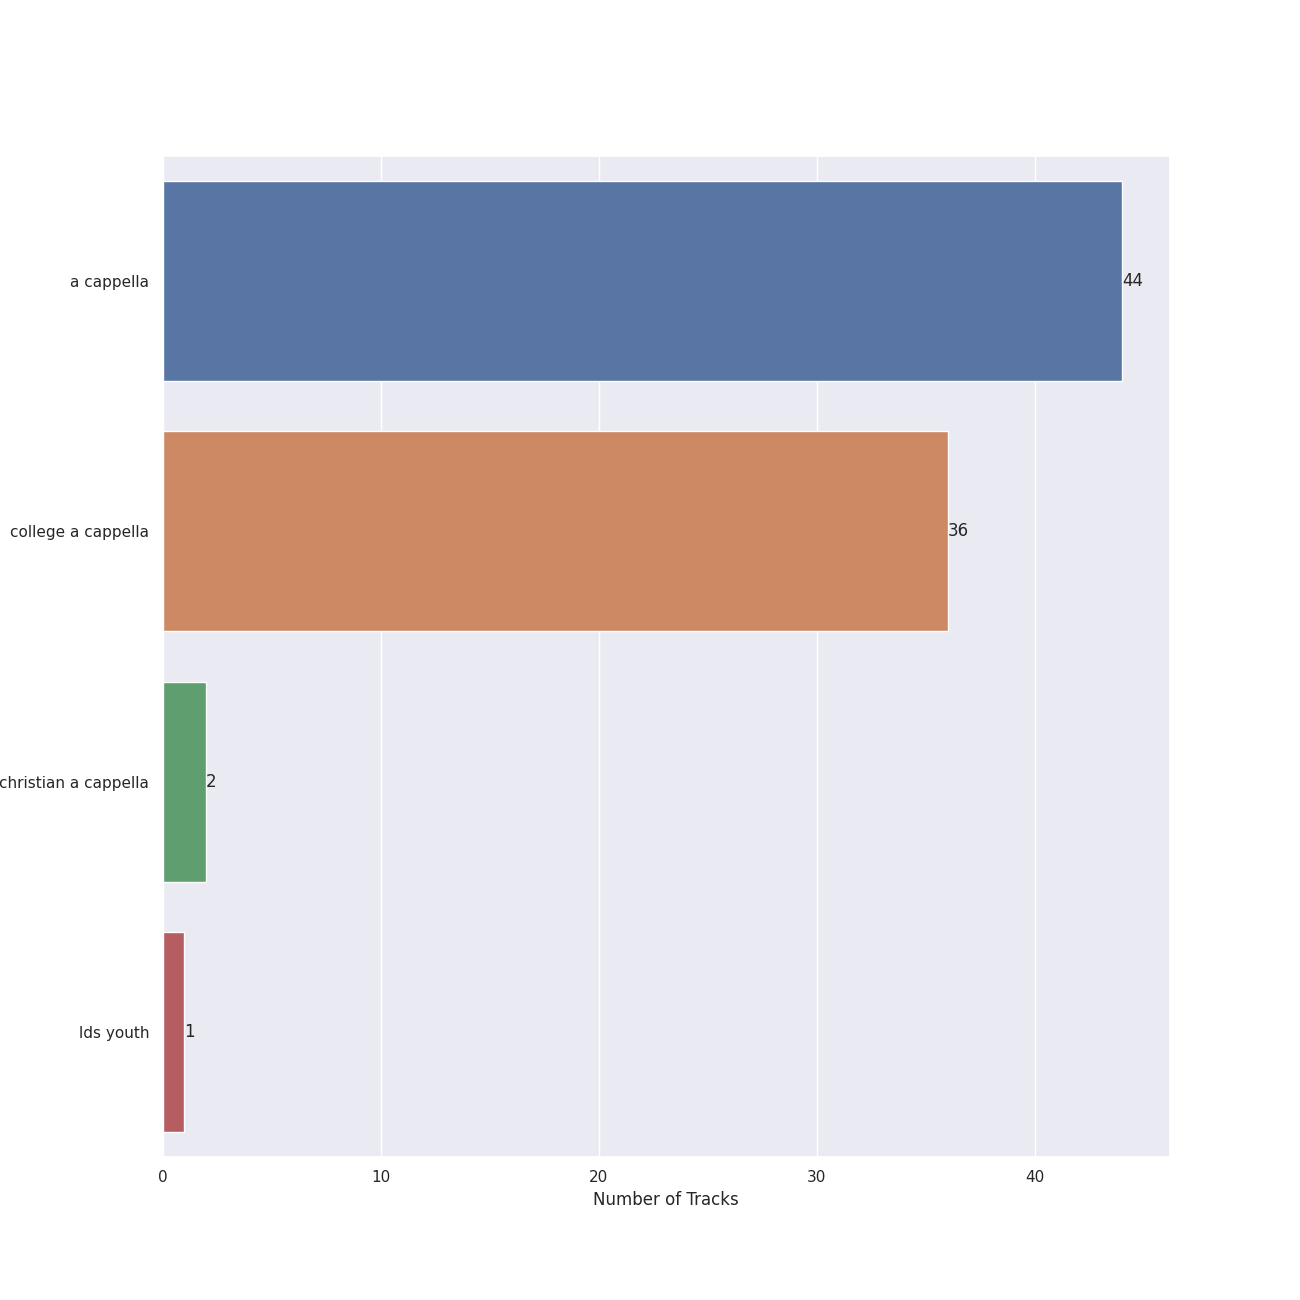 a cappella
44
college a cappella
36
christian a cappella
2
lds youth
1
0 10 20 30 40
Number of Tracks